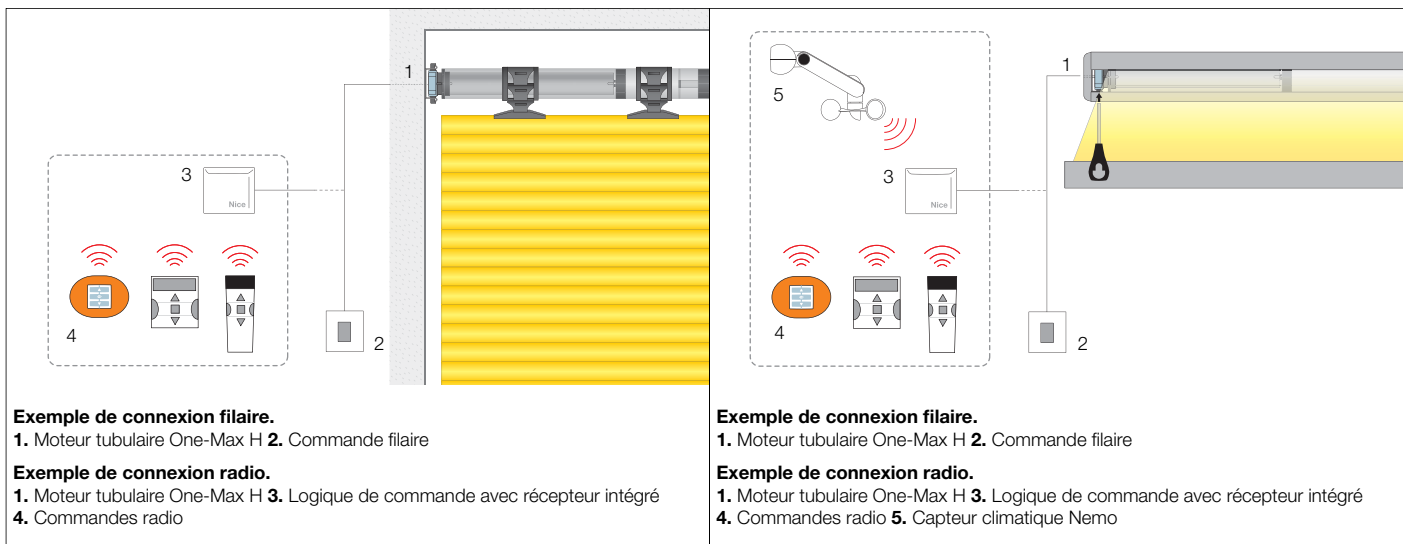 1
3
Nice
4
2
Exemple de connexion filaire.
1. Moteur tubulaire One-Max H 2. Commande filaire
Exemple de connexion radio.
1. Moteur tubulaire One-Max H 3. Logique de commande avec récepteur intégré
4. Commandes radio
1
5
3
Nice
4
2
Exemple de connexion filaire.
1. Moteur tubulaire One-Max H 2. Commande filaire
Exemple de connexion radio.
1. Moteur tubulaire One-Max H 3. Logique de commande avec récepteur intégré
4. Commandes radio 5. Capteur climatique Nemo